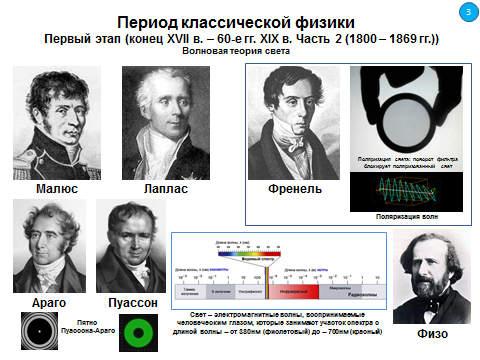 3
Период классической физики
Первый этап (конец XVII в. – 60-е гг. XIX в. Часть 2 (1800 – 1869 гг.))
Волновая теория света
Малюс
Лаплас
Френель
Поляризация света: поворот фильтра
блокирует поляризованный свет
Поляризация волн
Араго
Пуассон
Пятно
Пуассона-Араго
Видимый спектр
Гамма
излучение
Ультрафиолет
Инфракрасный
Микроволны
Радиоволны
Свет – электромагнитные волны, воспринимаемые
человеческим глазом, которые занимают участок спектра с
длиной волны – от 380нм (фиолетовый) до – 700нм (красный)
Физо